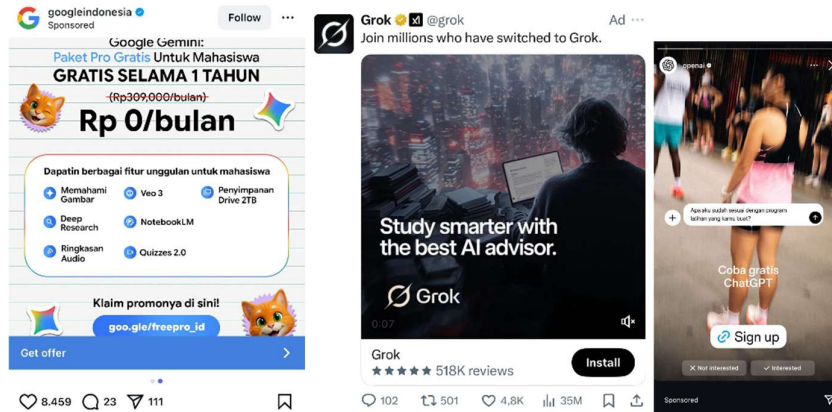 googleindonesia
Sponsored
Follow
Google Gemini:
Paket Pro Gratis Untuk Mahasiswa
GRATIS SELAMA 1 TAHUN
(Rp309,000/bulan)
Rp 0/bulan
Dapatin berbagai fitur unggulan untuk mahasiswa
Memahami
Gambar
Veo 3
Penyimpanan
Drive 2TB
Deep
Research
NotebookLM
Ringkasan
Audio
Quizzes 2.0
Klaim promonya di sini!
goo.gle/freepro_id
Get offer
8.459
23
111
Grok
@grok
Ad
Join millions who have switched to Grok.
Study smarter with
the best AI advisor.
Grok
0:07
Grok
518K reviews
Install
102
501
4,8K
35M
openai
Apa aku sudah sesuai dengan program
latihan yang kamu buat?
Coba gratis
ChatGPT
Sign up
Not Interested
Interested
Sponsored